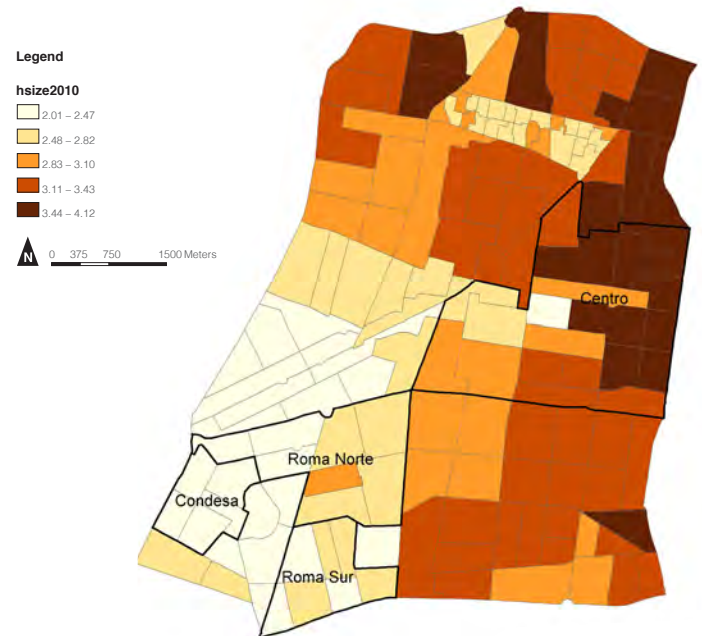 Legend
hsize2010
2.01 – 2.47
2.48 – 2.82
2.83 – 3.10
3.11 – 3.43
3.44 – 4.12
N
0 375 750 1500 Meters
Centro
Roma Norte
Condesa
Roma Sur